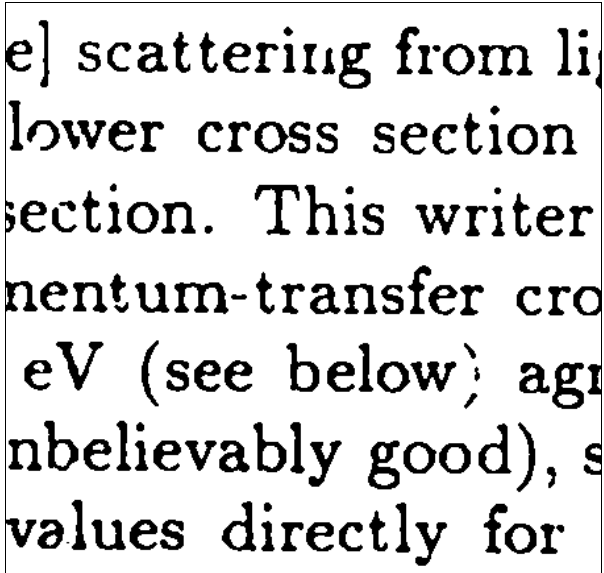 e] scattering from li
lower cross section
section. This writer
mentum-transfer cro
eV (see below) agr
nbelievably good), s
values directly for